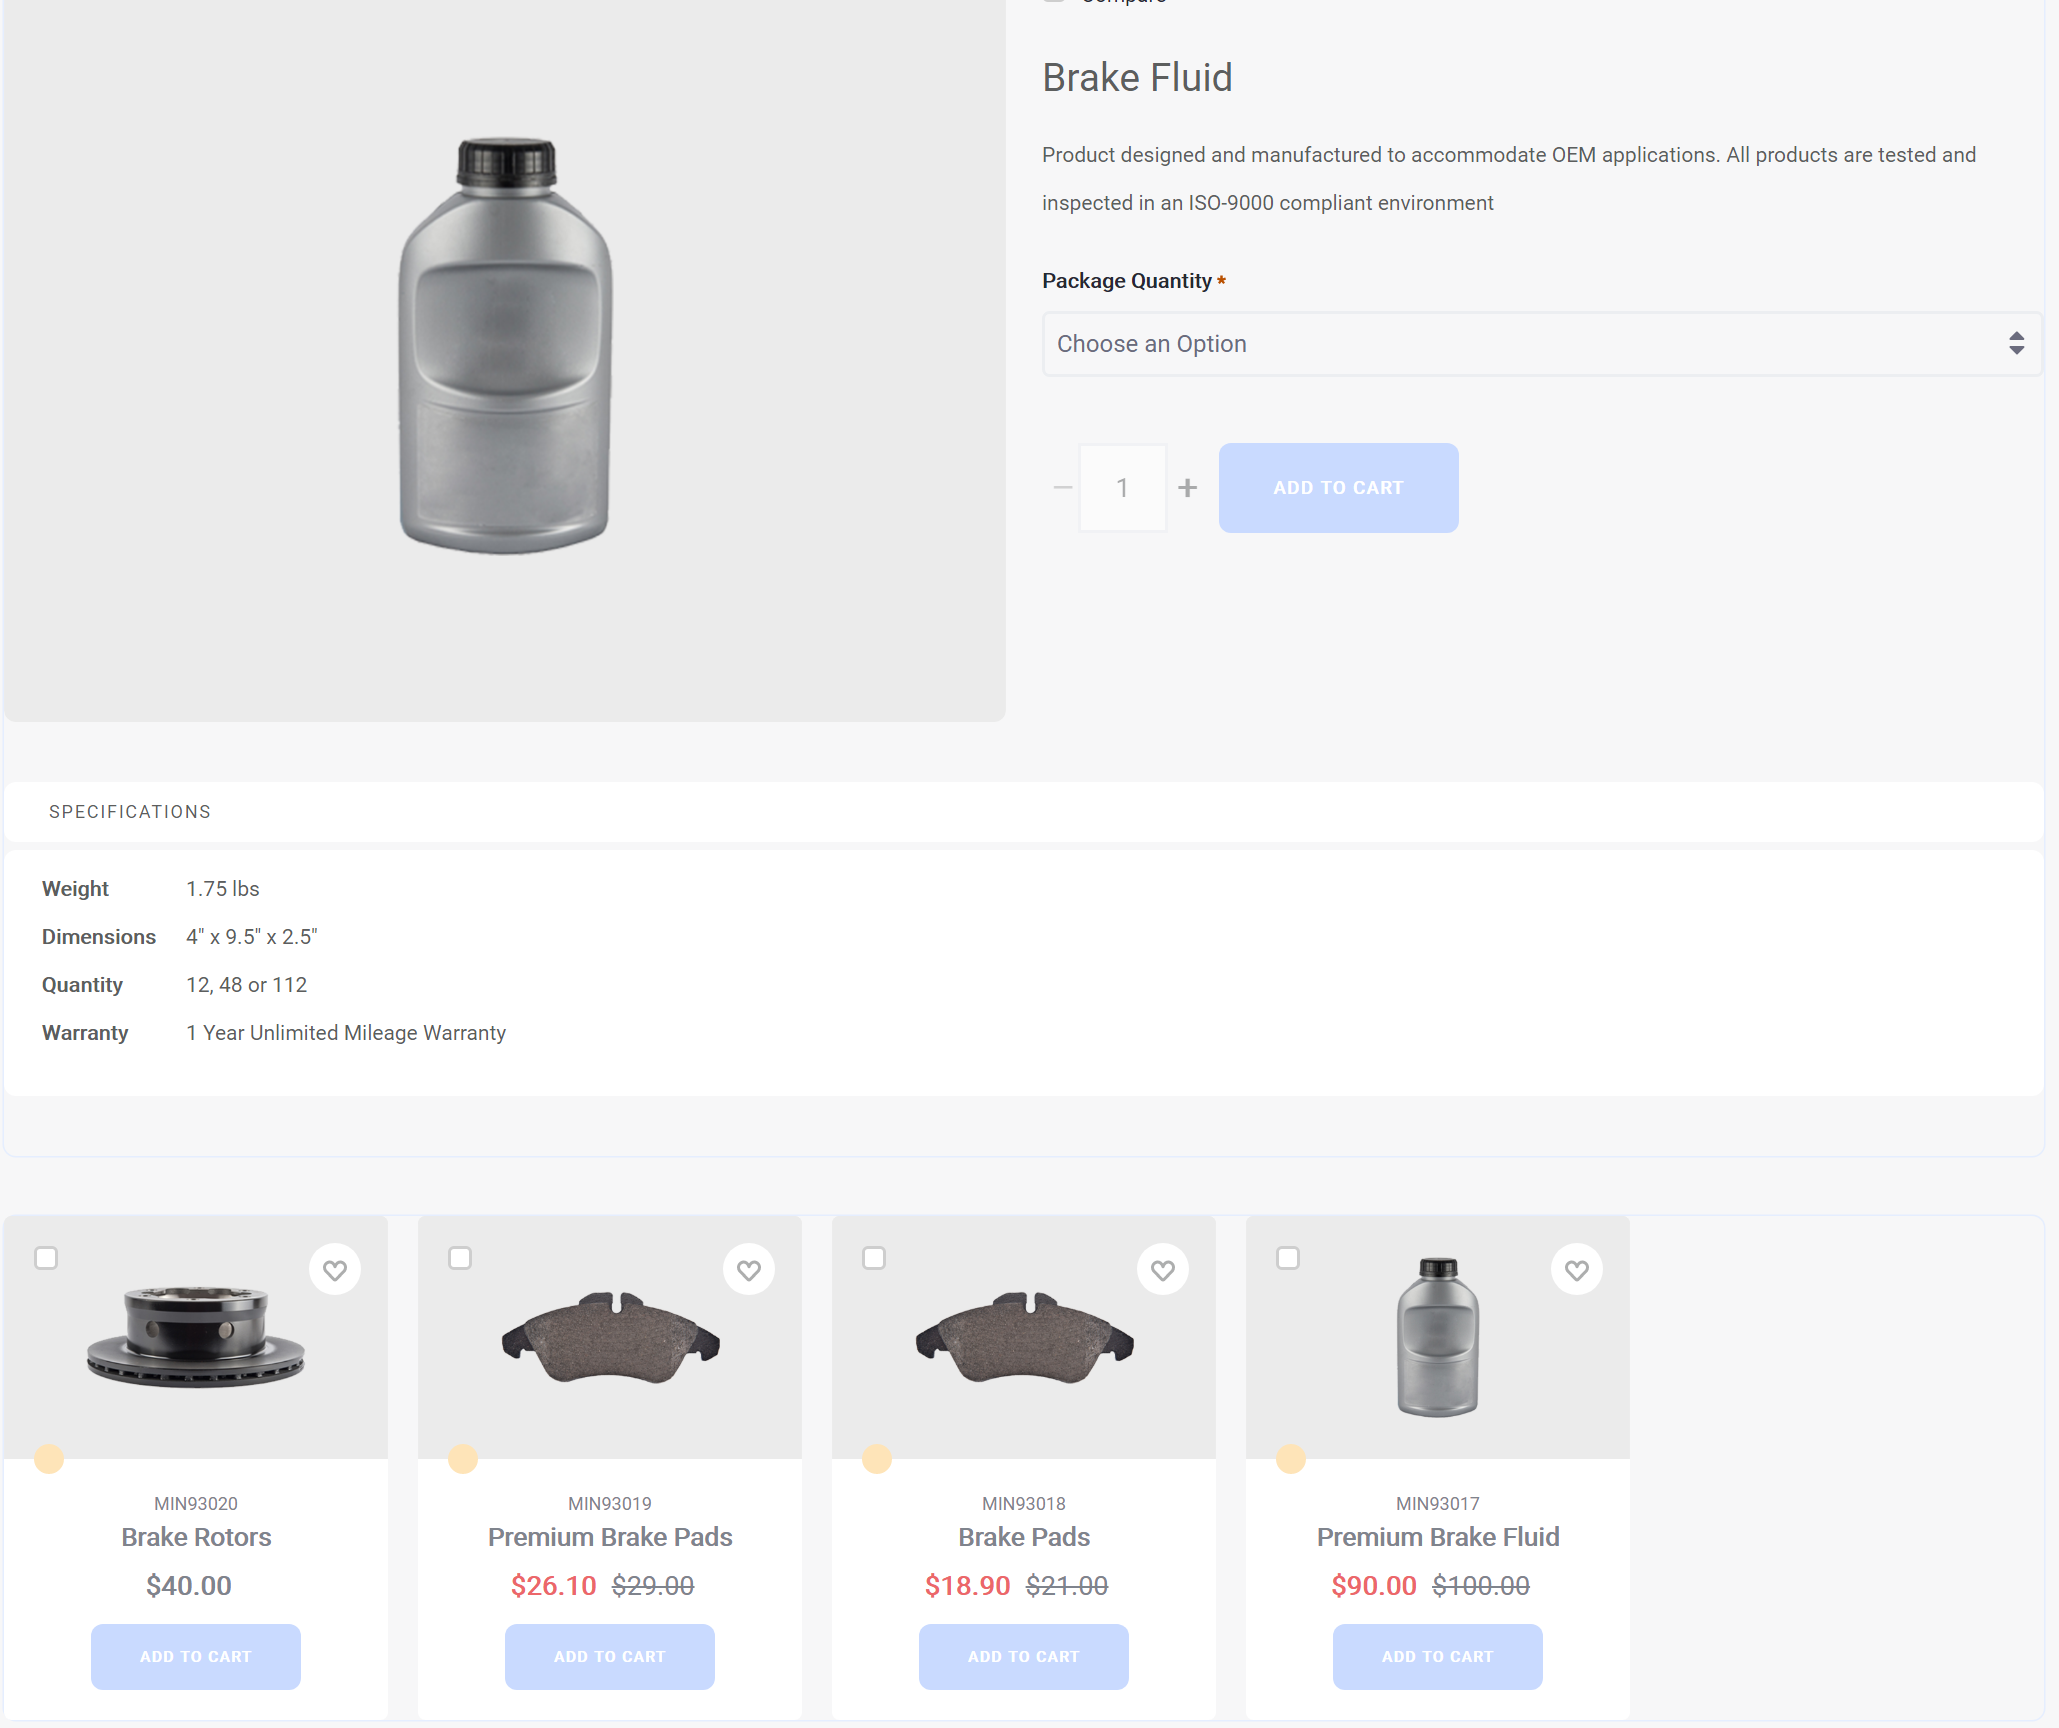 Compare
Brake Fluid
Product designed and manufactured to accommodate OEM applications. All products are tested and
inspected in an ISO-9000 compliant environment
Package Quantity *
Choose an Option
1
ADD TO CART
SPECIFICATIONS
Weight 1.75 lbs
Dimensions 4" x 9.5" x 2.5"
Quantity 12, 48 or 112
Warranty 1 Year Unlimited Mileage Warranty
MIN93020
Brake Rotors
$40.00
ADD TO CART
MIN93019
Premium Brake Pads
$26.10 $29.00
ADD TO CART
MIN93018
Brake Pads
$18.90 $21.00
ADD TO CART
MIN93017
Premium Brake Fluid
$90.00 $100.00
ADD TO CART